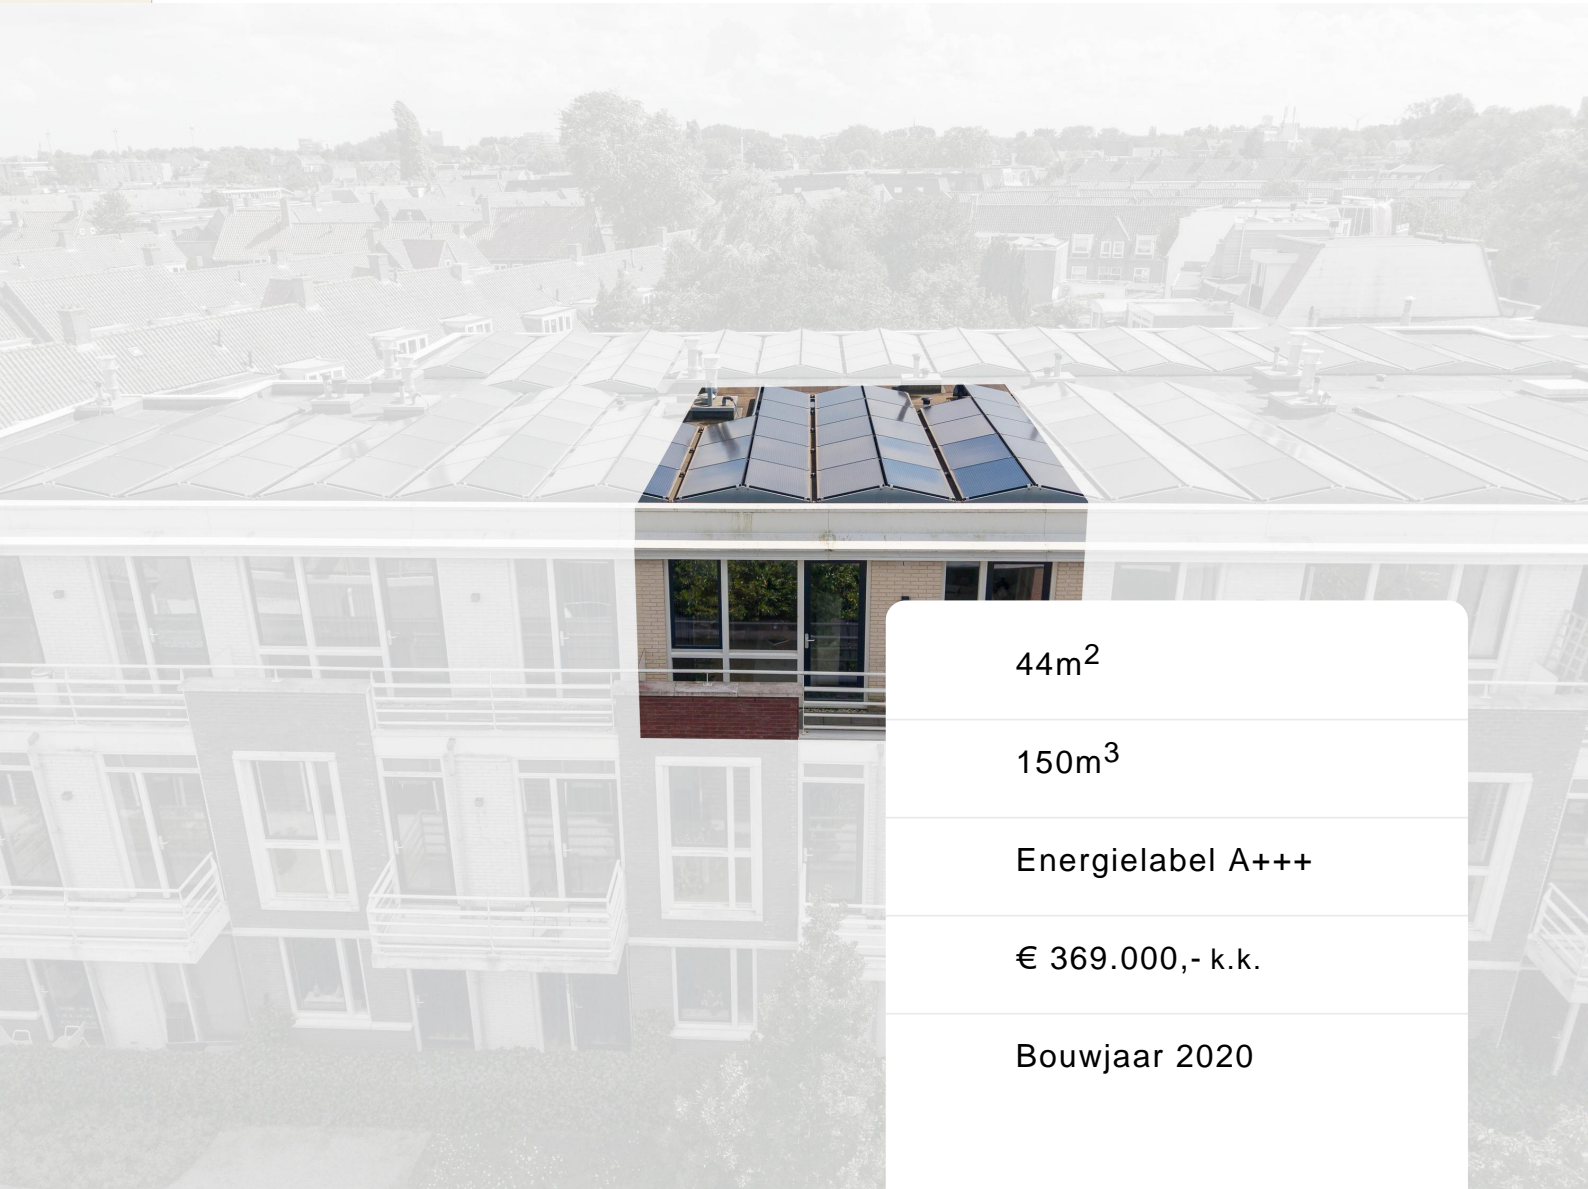 44m²
150m³
Energielabel A+++
€ 369.000,- k.k.
Bouwjaar 2020